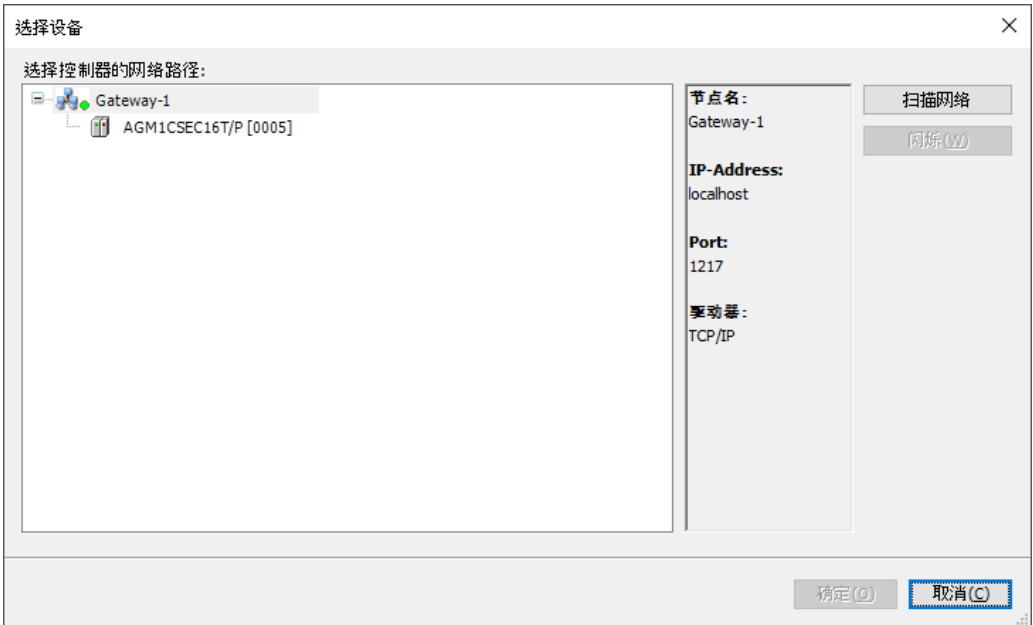 选择设备
选择控制器的网络路径:
Gateway-1
AGM1CSEC16T/P [0005]
节点名:
Gateway-1
IP-Address:
localhost
Port:
1217
驱动器:
TCP/IP
扫描网络
闪烁(W)
确定(O)
取消(C)